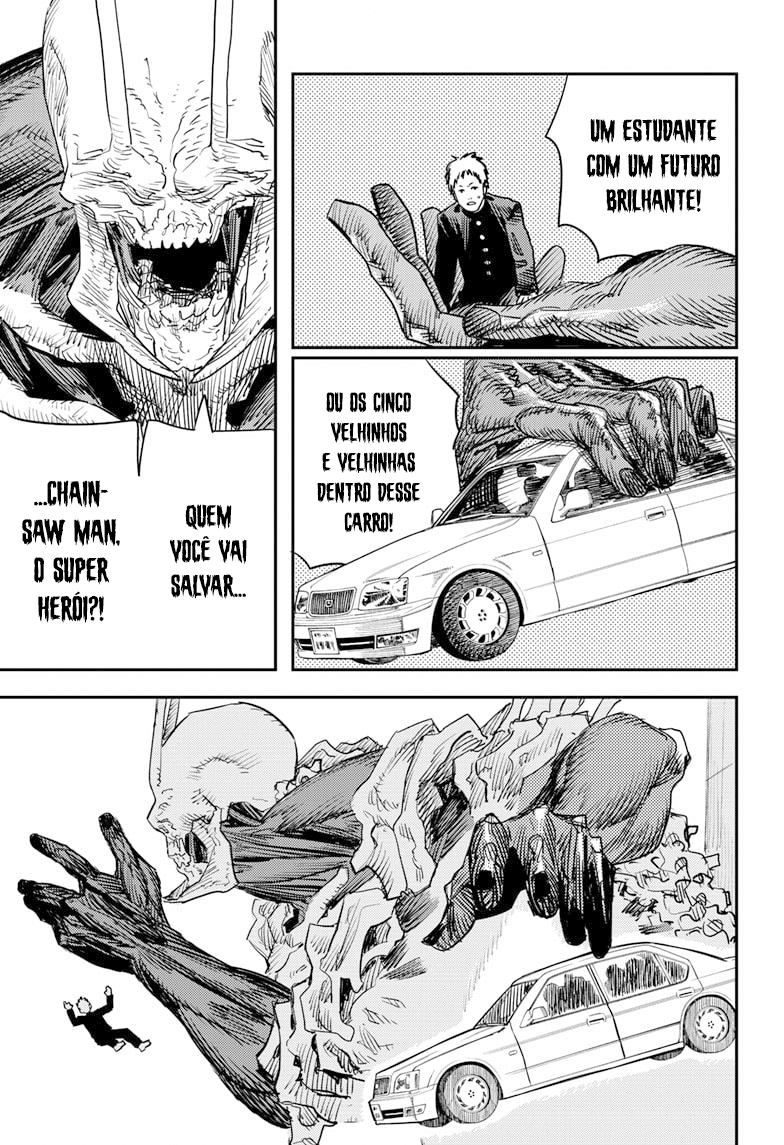 UM ESTUDANTE
COM UM FUTURO
BRILHANTE!
OU OS CINCO
VELHINHOS
E VELHINHAS
DENTRO DESSE
CARRO!
QUEM
VOCÊ VAI
SALVAR...
...CHAIN-
SAW MAN,
O SUPER
HERÓI?!